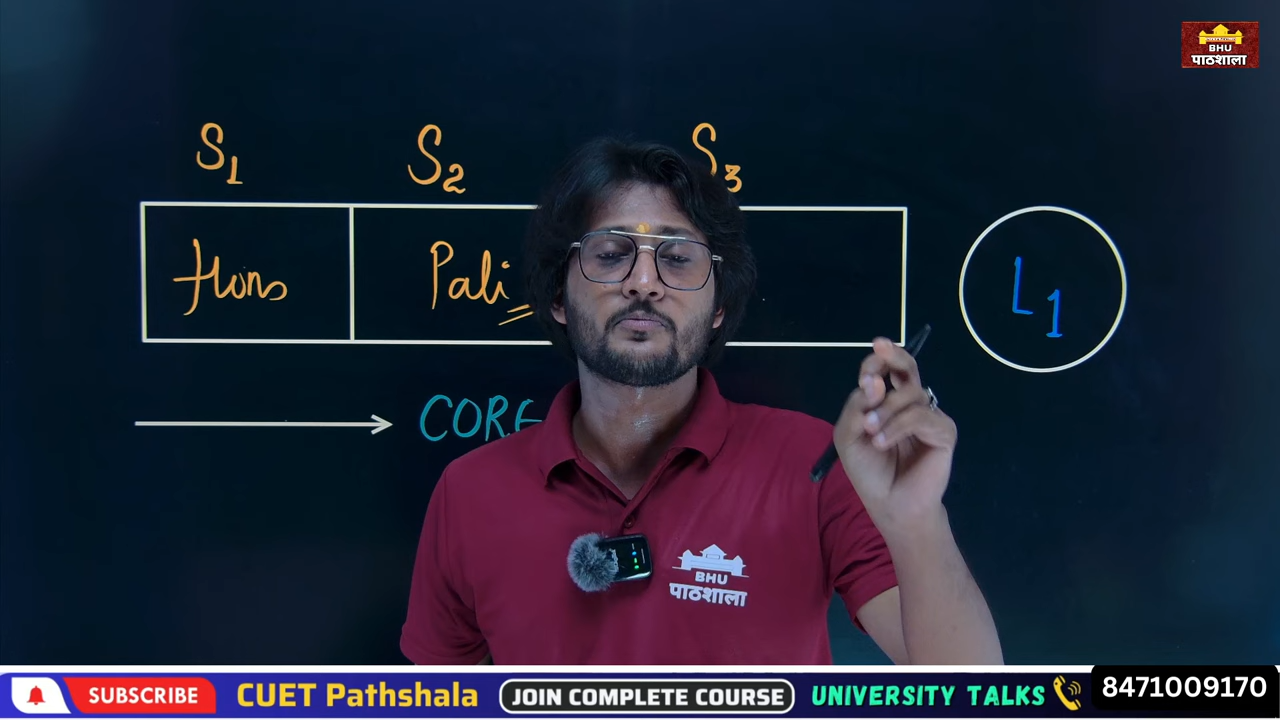 BHU
पाठशाला
S1 S2 S3
Hons Pali
L1
CORE
BHU
पाठशाला
SUBSCRIBE CUET Pathshala JOIN COMPLETE COURSE UNIVERSITY TALKS 8471009170